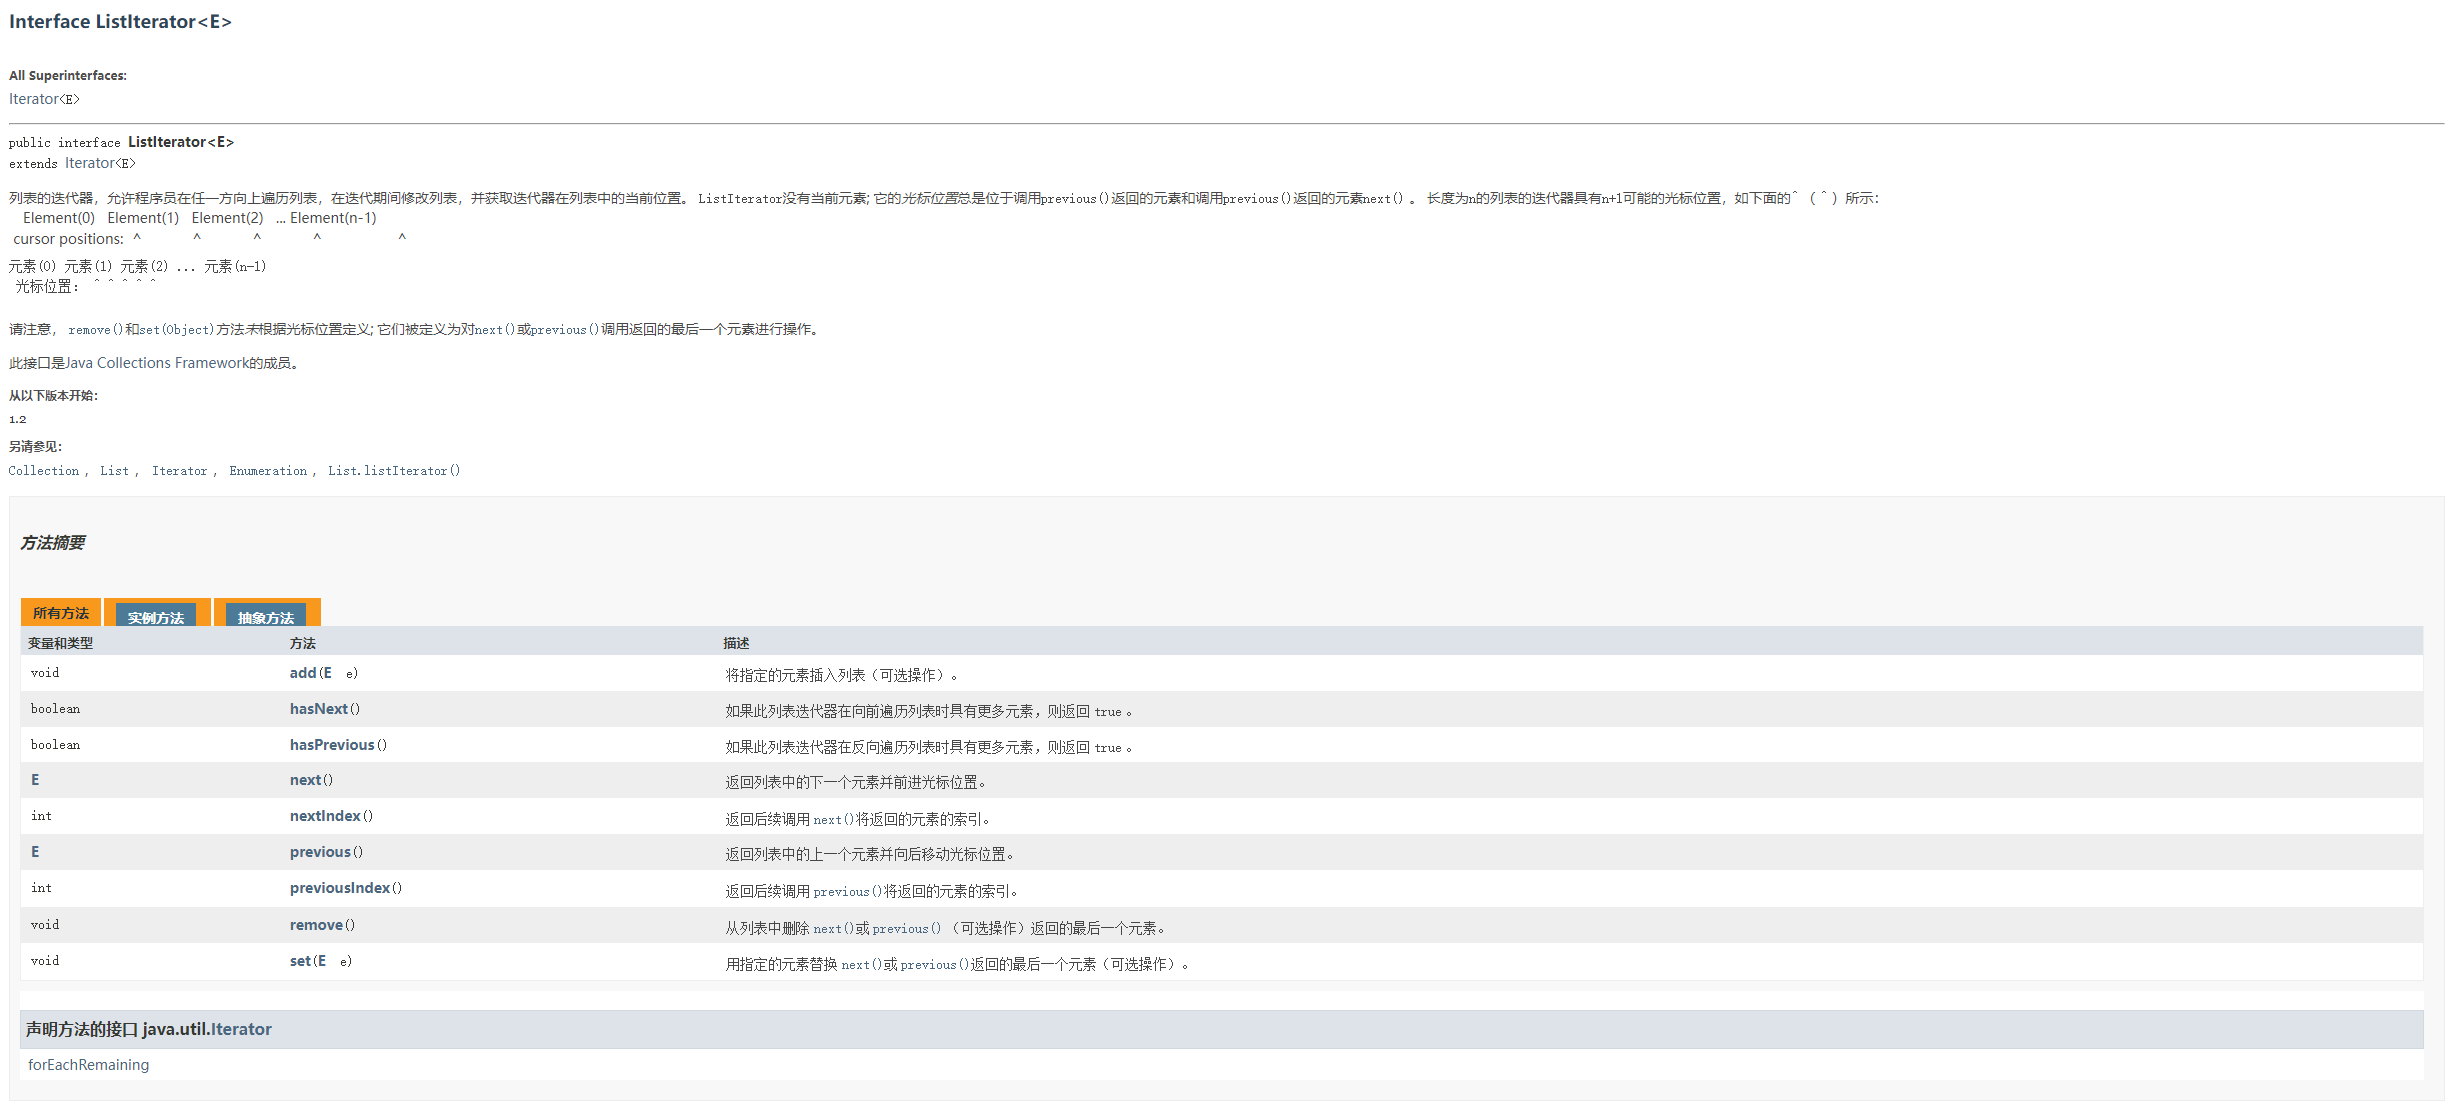 Interface ListIterator<E>
All Superinterfaces:
Iterator<E>
public interface ListIterator<E>
extends Iterator<E>
列表的迭代器，允许程序员在任一方向上遍历列表，在迭代期间修改列表，并获取迭代器在列表中的当前位置。 ListIterator没有当前元素; 它的光标位置总是位于调用previous()返回的元素和调用previous()返回的元素next() 。 长度为n的列表的迭代器具有n+1可能的光标位置，如下面的^ （ ^ ）所示：
Element(0) Element(1) Element(2) ... Element(n-1)
cursor positions: ^ ^ ^ ^ ^
元素(0) 元素(1) 元素(2) ... 元素(n-1)
光标位置： ^ ^ ^ ^ ^
请注意， remove()和set(Object)方法未根据光标位置定义; 它们被定义为对next()或previous()调用返回的最后一个元素进行操作。
此接口是Java Collections Framework的成员。
从以下版本开始：
1.2
另请参见：
Collection ， List ， Iterator ， Enumeration ， List.listIterator()
方法摘要
所有方法 实例方法 抽象方法
变量和类型 方法 描述
void add(E e) 将指定的元素插入列表（可选操作）。
boolean hasNext() 如果此列表迭代器在向前遍历列表时具有更多元素，则返回 true 。
boolean hasPrevious() 如果此列表迭代器在反向遍历列表时具有更多元素，则返回 true 。
E next() 返回列表中的下一个元素并前进光标位置。
int nextIndex() 返回后续调用 next()将返回的元素的索引。
E previous() 返回列表中的上一个元素并向后移动光标位置。
int previousIndex() 返回后续调用 previous()将返回的元素的索引。
void remove() 从列表中删除 next()或 previous() （可选操作）返回的最后一个元素。
void set(E e) 用指定的元素替换 next()或 previous()返回的最后一个元素（可选操作）。
声明方法的接口 java.util.Iterator
forEachRemaining